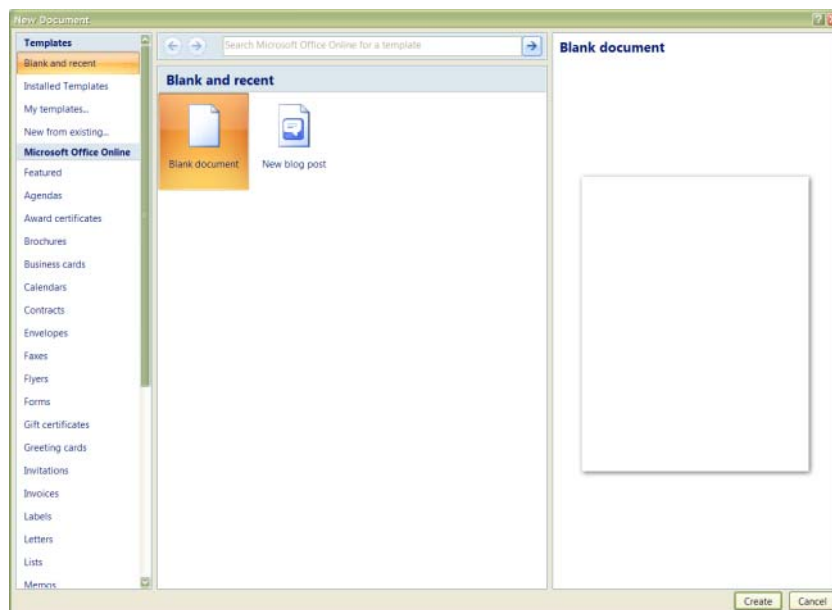 New Document
Templates
Blank and recent
Installed Templates
My templates...
New from existing...
Microsoft Office Online
Featured
Agendas
Award certificates
Brochures
Business cards
Calendars
Contracts
Envelopes
Faxes
Flyers
Forms
Gift certificates
Greeting cards
Invitations
Invoices
Labels
Letters
Lists
Memos
Search Microsoft Office Online for a template
Blank and recent
Blank document
New blog post
Blank document
Create
Cancel